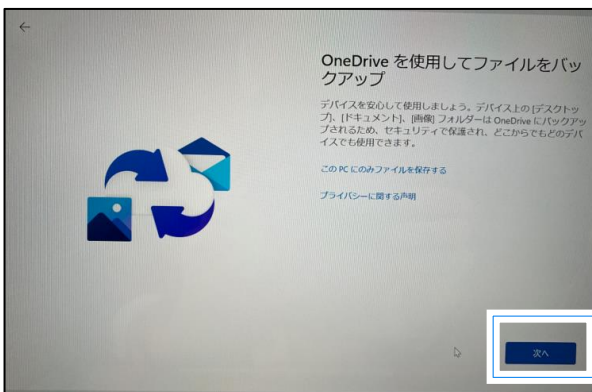 OneDrive を使用してファイルをバッ
クアップ
デバイスを安心して使用しましょう。デバイス上の [デスクトッ
プ]、[ドキュメント]、[画像] フォルダーは OneDrive にバックアッ
プされるため、セキュリティで保護され、どこからでもどのデバ
イスでも使用できます。
この PC にのみファイルを保存する
プライバシーに関する声明
次へ